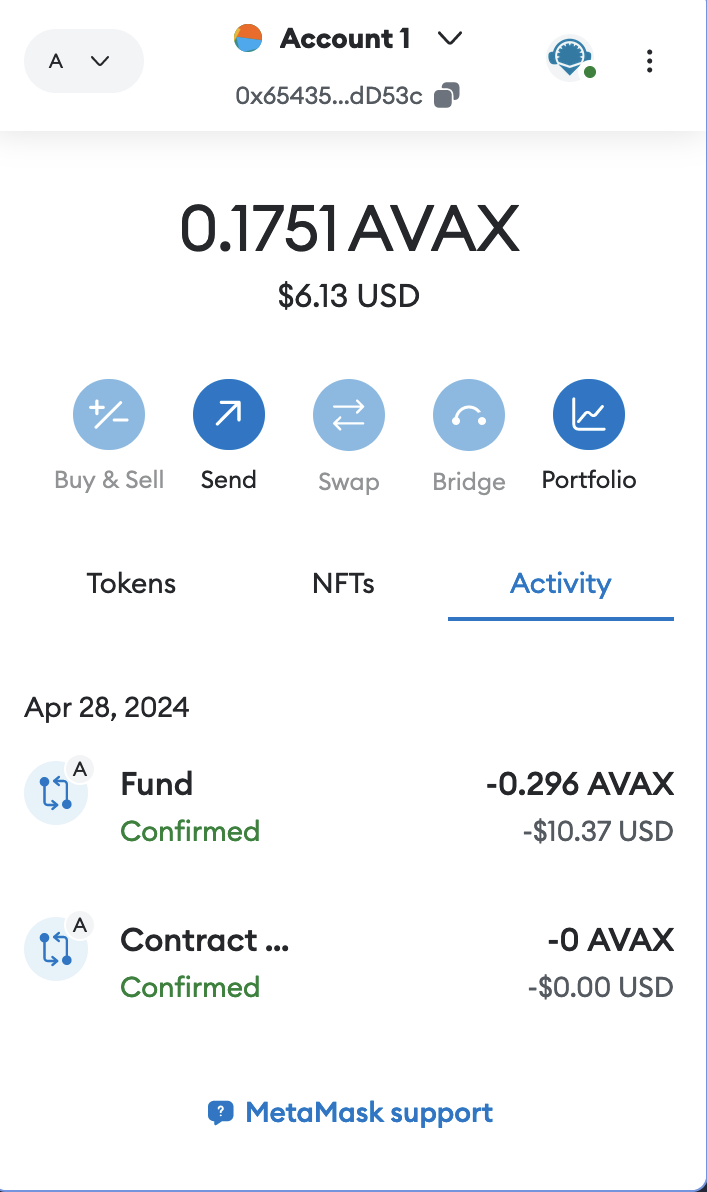 A
Account 1
0x65435...dD53c
0.1751 AVAX
$6.13 USD
Buy & Sell
Send
Swap
Bridge
Portfolio
Tokens
NFTs
Activity
Apr 28, 2024
A
Fund
-0.296 AVAX
Confirmed
-$10.37 USD
A
Contract ...
-0 AVAX
Confirmed
-$0.00 USD
? MetaMask support